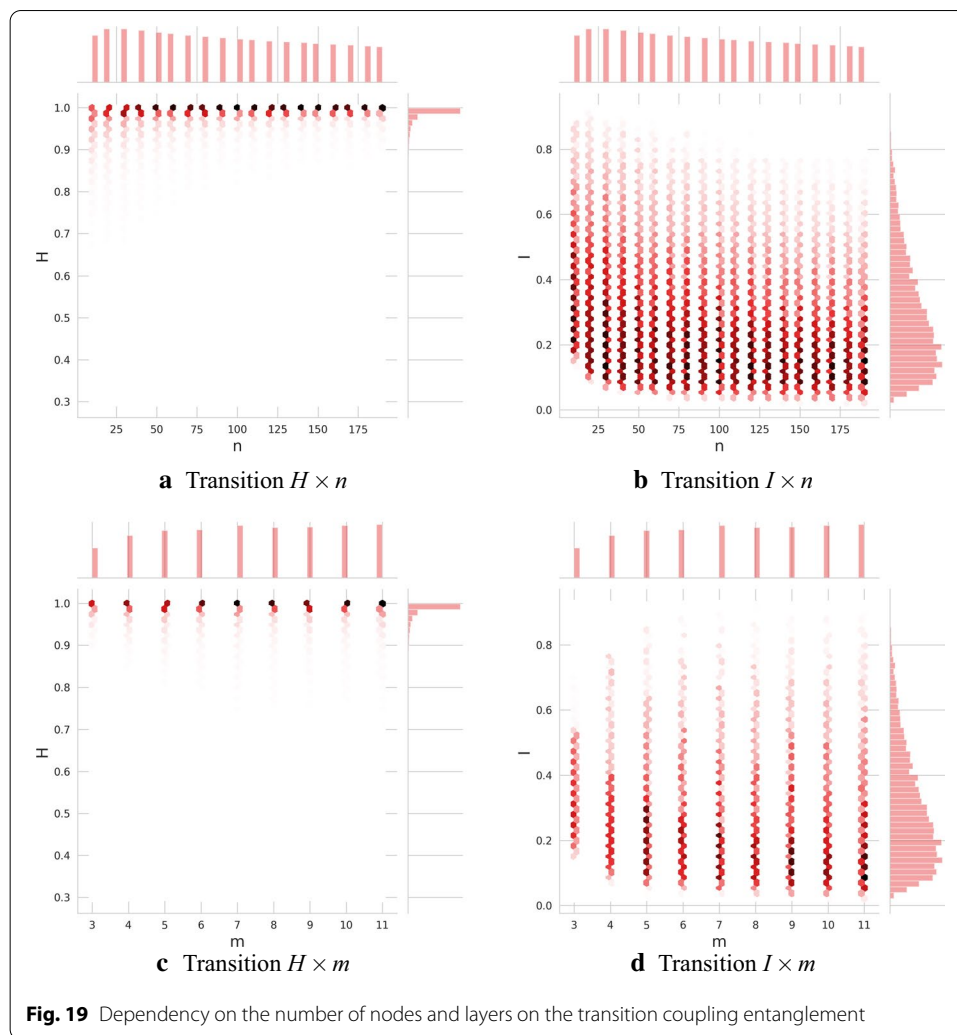 1.0
0.9
0.8
0.7
0.6
0.5
0.4
0.3
H
25 50 75 100 125 150 175
n
a Transition H × n
0.8
0.6
0.4
0.2
0.0
I
25 50 75 100 125 150 175
n
b Transition I × n
1.0
0.9
0.8
0.7
0.6
0.5
0.4
0.3
H
3 4 5 6 7 8 9 10 11
m
c Transition H × m
0.8
0.6
0.4
0.2
0.0
I
3 4 5 6 7 8 9 10 11
m
d Transition I × m
Fig. 19 Dependency on the number of nodes and layers on the transition coupling entanglement